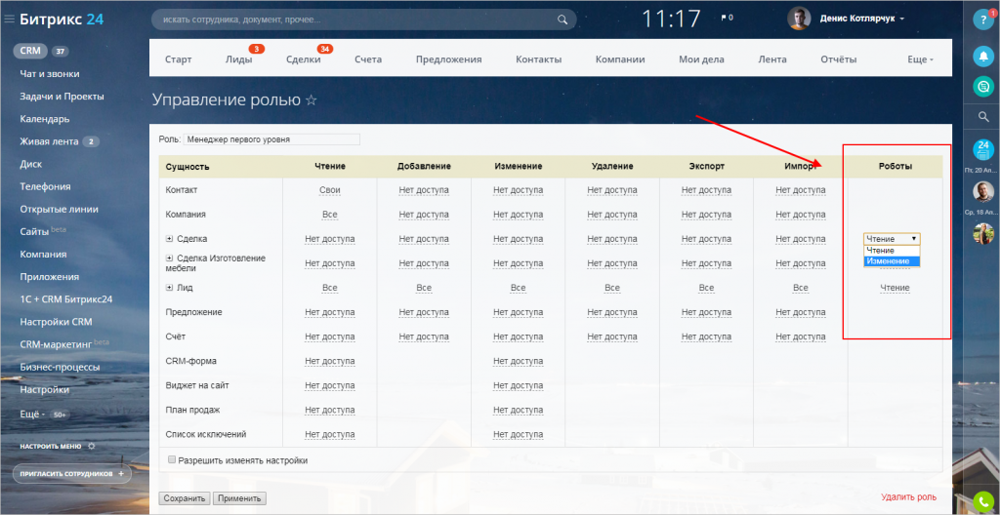 Битрикс 24
искать сотрудника, документ, прочее...
11:17
0
Денис Котлярчук
?
1
CRM 37
Чат и звонки
Задачи и Проекты
Календарь
Живая лента 2
Диск
Телефония
Открытые линии
Сайты beta
Компания
Приложения
1С + CRM Битрикс24
Настройки CRM
CRM-маркетинг beta
Бизнес-процессы
Настройки
Ещё - 50+
НАСТРОИТЬ МЕНЮ
ПРИГЛАСИТЬ СОТРУДНИКОВ +
Старт Лиды 3 Сделки 34 Счета Предложения Контакты Компании Мои дела Лента Отчёты Еще -
Управление ролью ☆
Роль: Менеджер первого уровня
Сущность Чтение Добавление Изменение Удаление Экспорт Импорт Роботы
Контакт Свои Нет доступа Нет доступа Нет доступа Нет доступа Нет доступа
Компания Все Нет доступа Нет доступа Нет доступа Нет доступа Нет доступа
Сделка Нет доступа Нет доступа Нет доступа Нет доступа Нет доступа Нет доступа Чтение
Чтение
Изменение
Сделка Изготовление
мебели Нет доступа Нет доступа Нет доступа Нет доступа Нет доступа Нет доступа
Лид Все Все Все Все Все Все Чтение
Предложение Нет доступа Нет доступа Нет доступа Нет доступа Нет доступа Нет доступа
Счёт Нет доступа Нет доступа Нет доступа Нет доступа Нет доступа Нет доступа
CRM-форма Нет доступа Нет доступа
Виджет на сайт Нет доступа Нет доступа
План продаж Нет доступа Нет доступа
Список исключений Нет доступа Нет доступа
Разрешить изменять настройки
Сохранить Применить Удалить роль
24
Пт, 20 Ап...
Ср, 18 Ап...